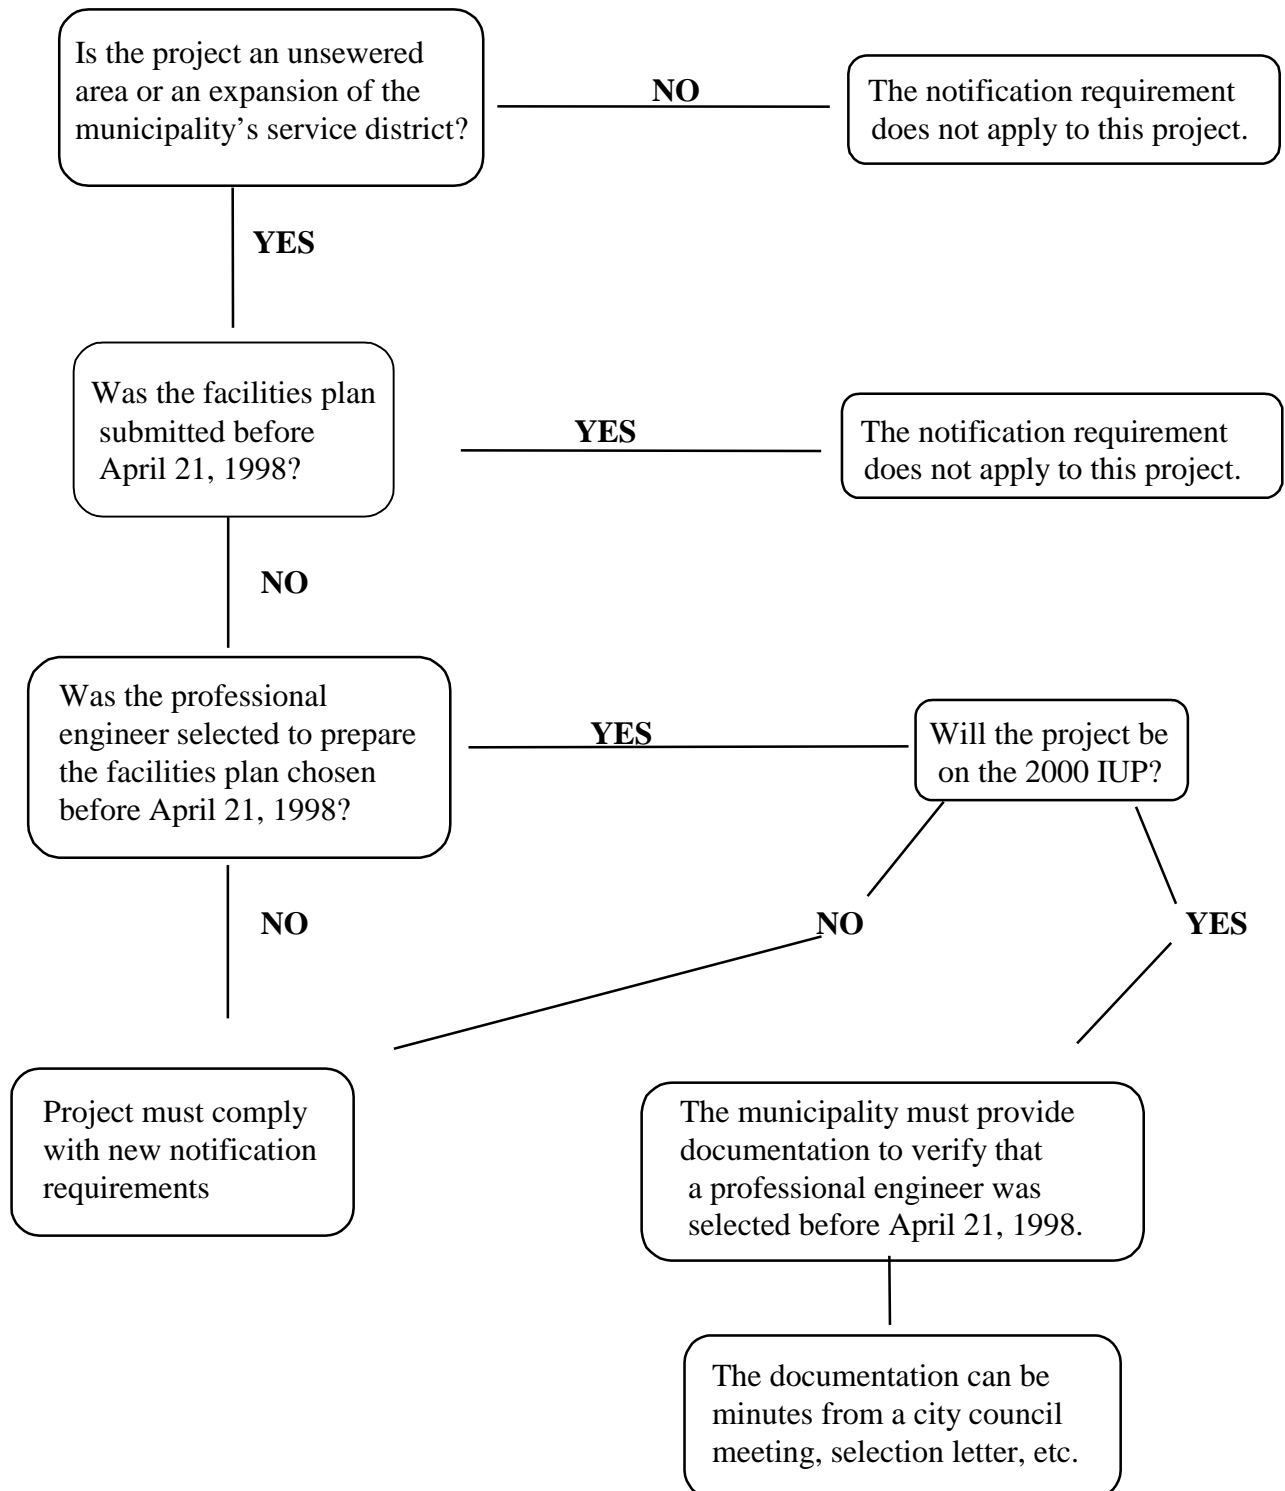 Is the project an unsewered
area or an expansion of the
municipality’s service district?
NO
The notification requirement
does not apply to this project.
YES
Was the facilities plan
submitted before
April 21, 1998?
YES
The notification requirement
does not apply to this project.
NO
Was the professional
engineer selected to prepare
the facilities plan chosen
before April 21, 1998?
YES
Will the project be
on the 2000 IUP?
NO
NO
YES
Project must comply
with new notification
requirements
The municipality must provide
documentation to verify that
a professional engineer was
selected before April 21, 1998.
The documentation can be
minutes from a city council
meeting, selection letter, etc.